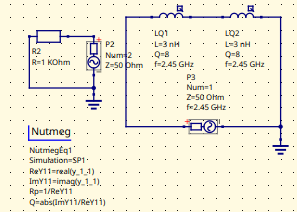 R2
R=1 KOhm
P2
Num=2
Z=50 Ohm
LQ1
L=3 nH
Q=8
f=2.45 GHz
LQ2
L=3 nH
Q=8
f=2.45 GHz
P3
Num=1
Z=50 Ohm
f=2.45 GHz
Nutmeg
NutmegEq1
Simulation=SP1
ReY11=real(y_1_1)
ImY11=imag(y_1_1)
Rp=1/ReY11
Q=abs(ImY11/ReY11)